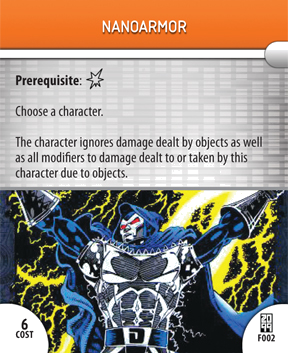 NANOARMOR
Prerequisite:
Choose a character.
The character ignores damage dealt by objects as well
as all modifiers to damage dealt to or taken by this
character due to objects.
D
6
COST
F002